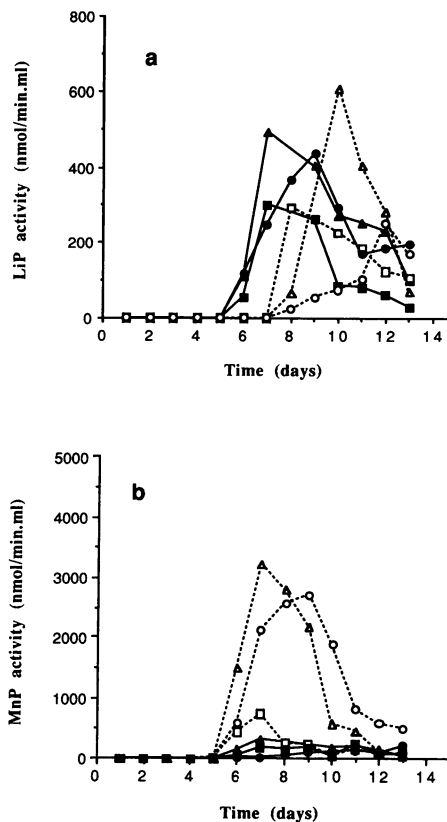 800
a
600
400
200
0
LiP activity (nmol/min.ml)
0 2 4 6 8 10 12 14
Time (days)
5000
b
4000
3000
2000
1000
0
MnP activity (nmol/min.ml)
0 2 4 6 8 10 12 14
Time (days)